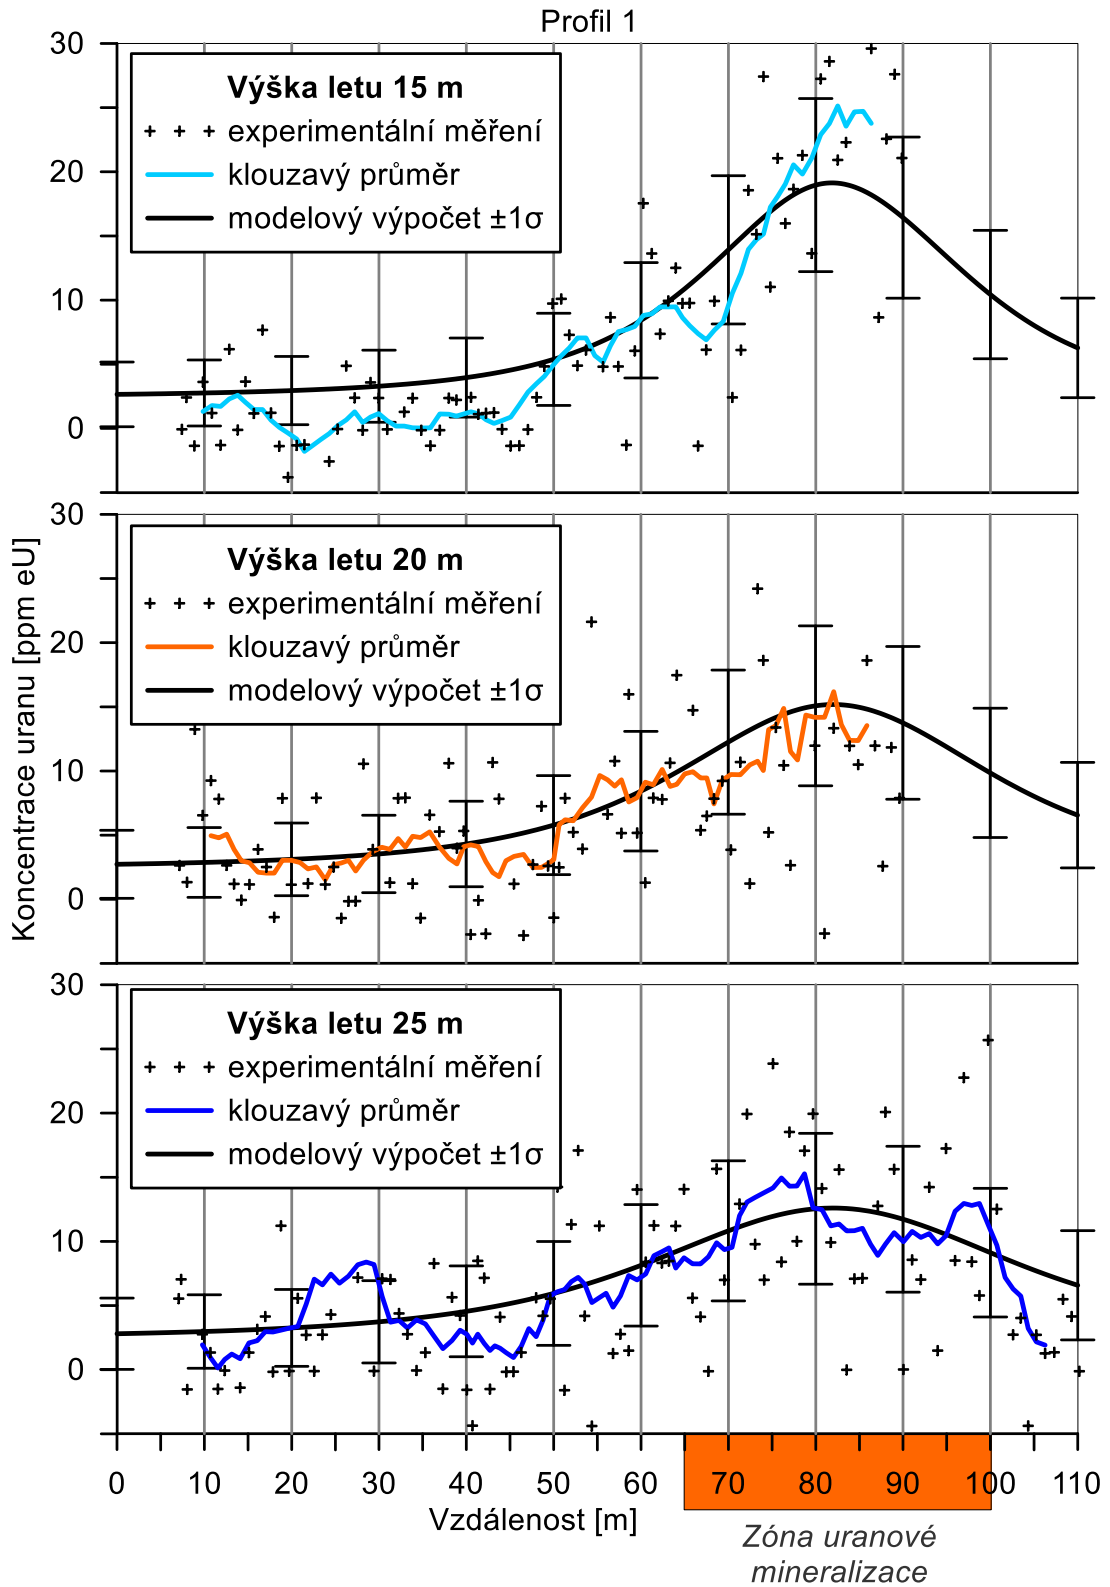 Profil 1
30
20
10
0
Výška letu 15 m
experimentální měření
klouzavý průměr
modelový výpočet ±1σ
Koncentrace uranu [ppm eU]
30
20
10
0
Výška letu 20 m
experimentální měření
klouzavý průměr
modelový výpočet ±1σ
30
20
10
0
Výška letu 25 m
experimentální měření
klouzavý průměr
modelový výpočet ±1σ
0 10 20 30 40 50 60 70 80 90 100 110
Vzdálenost [m]
Zóna uranové
mineralizace